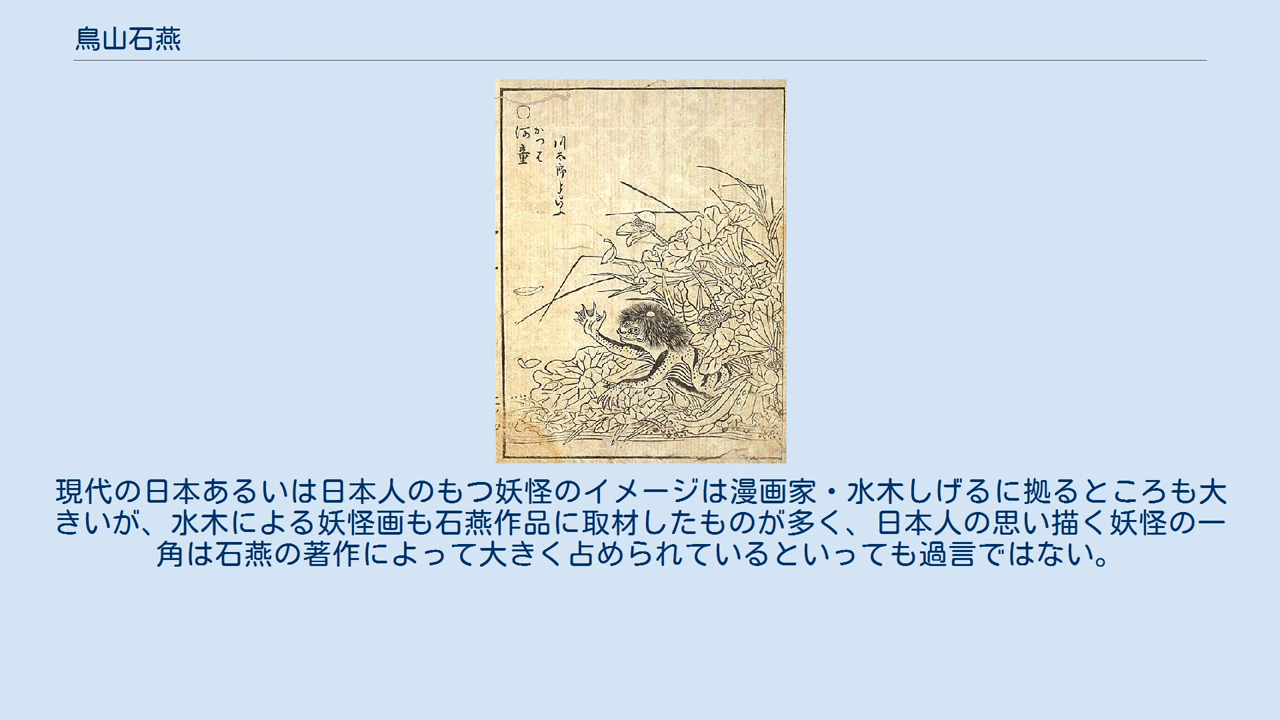 鳥山石燕
川太郎ともいふ
かつは
〇河童
現代の日本あるいは日本人のもつ妖怪のイメージは漫画家・水木しげるに拠るところも大
きいが、水木による妖怪画も石燕作品に取材したものが多く、日本人の思い描く妖怪の一
角は石燕の著作によって大きく占められているといっても過言ではない。